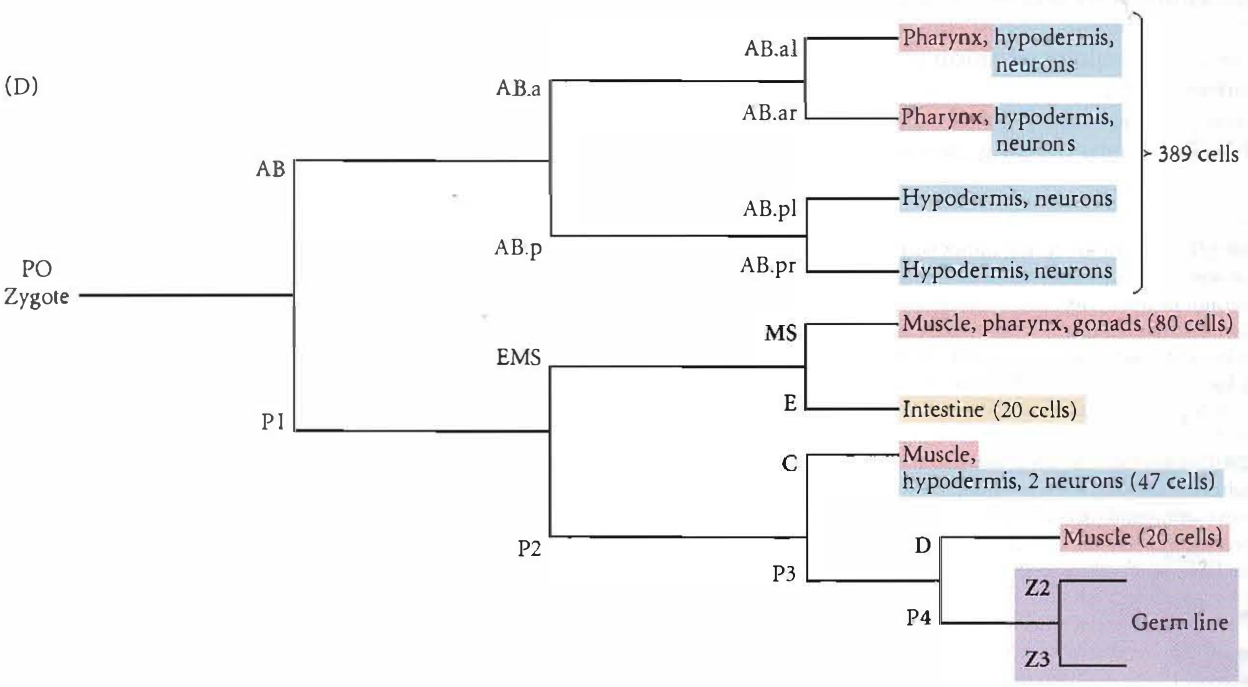 (D)
PO
Zygote
AB
P1
AB.a
AB.p
EMS
P2
AB.al
AB.ar
AB.pl
AB.pr
MS
E
C
P3
D
P4
Z2
Z3
Pharynx, hypodermis,
neurons
Pharynx, hypodermis,
neurons
Hypodermis, neurons
Hypodermis, neurons
389 cells
Muscle, pharynx, gonads (80 cells)
Intestine (20 cells)
Muscle,
hypodermis, 2 neurons (47 cells)
Muscle (20 cells)
Germ line